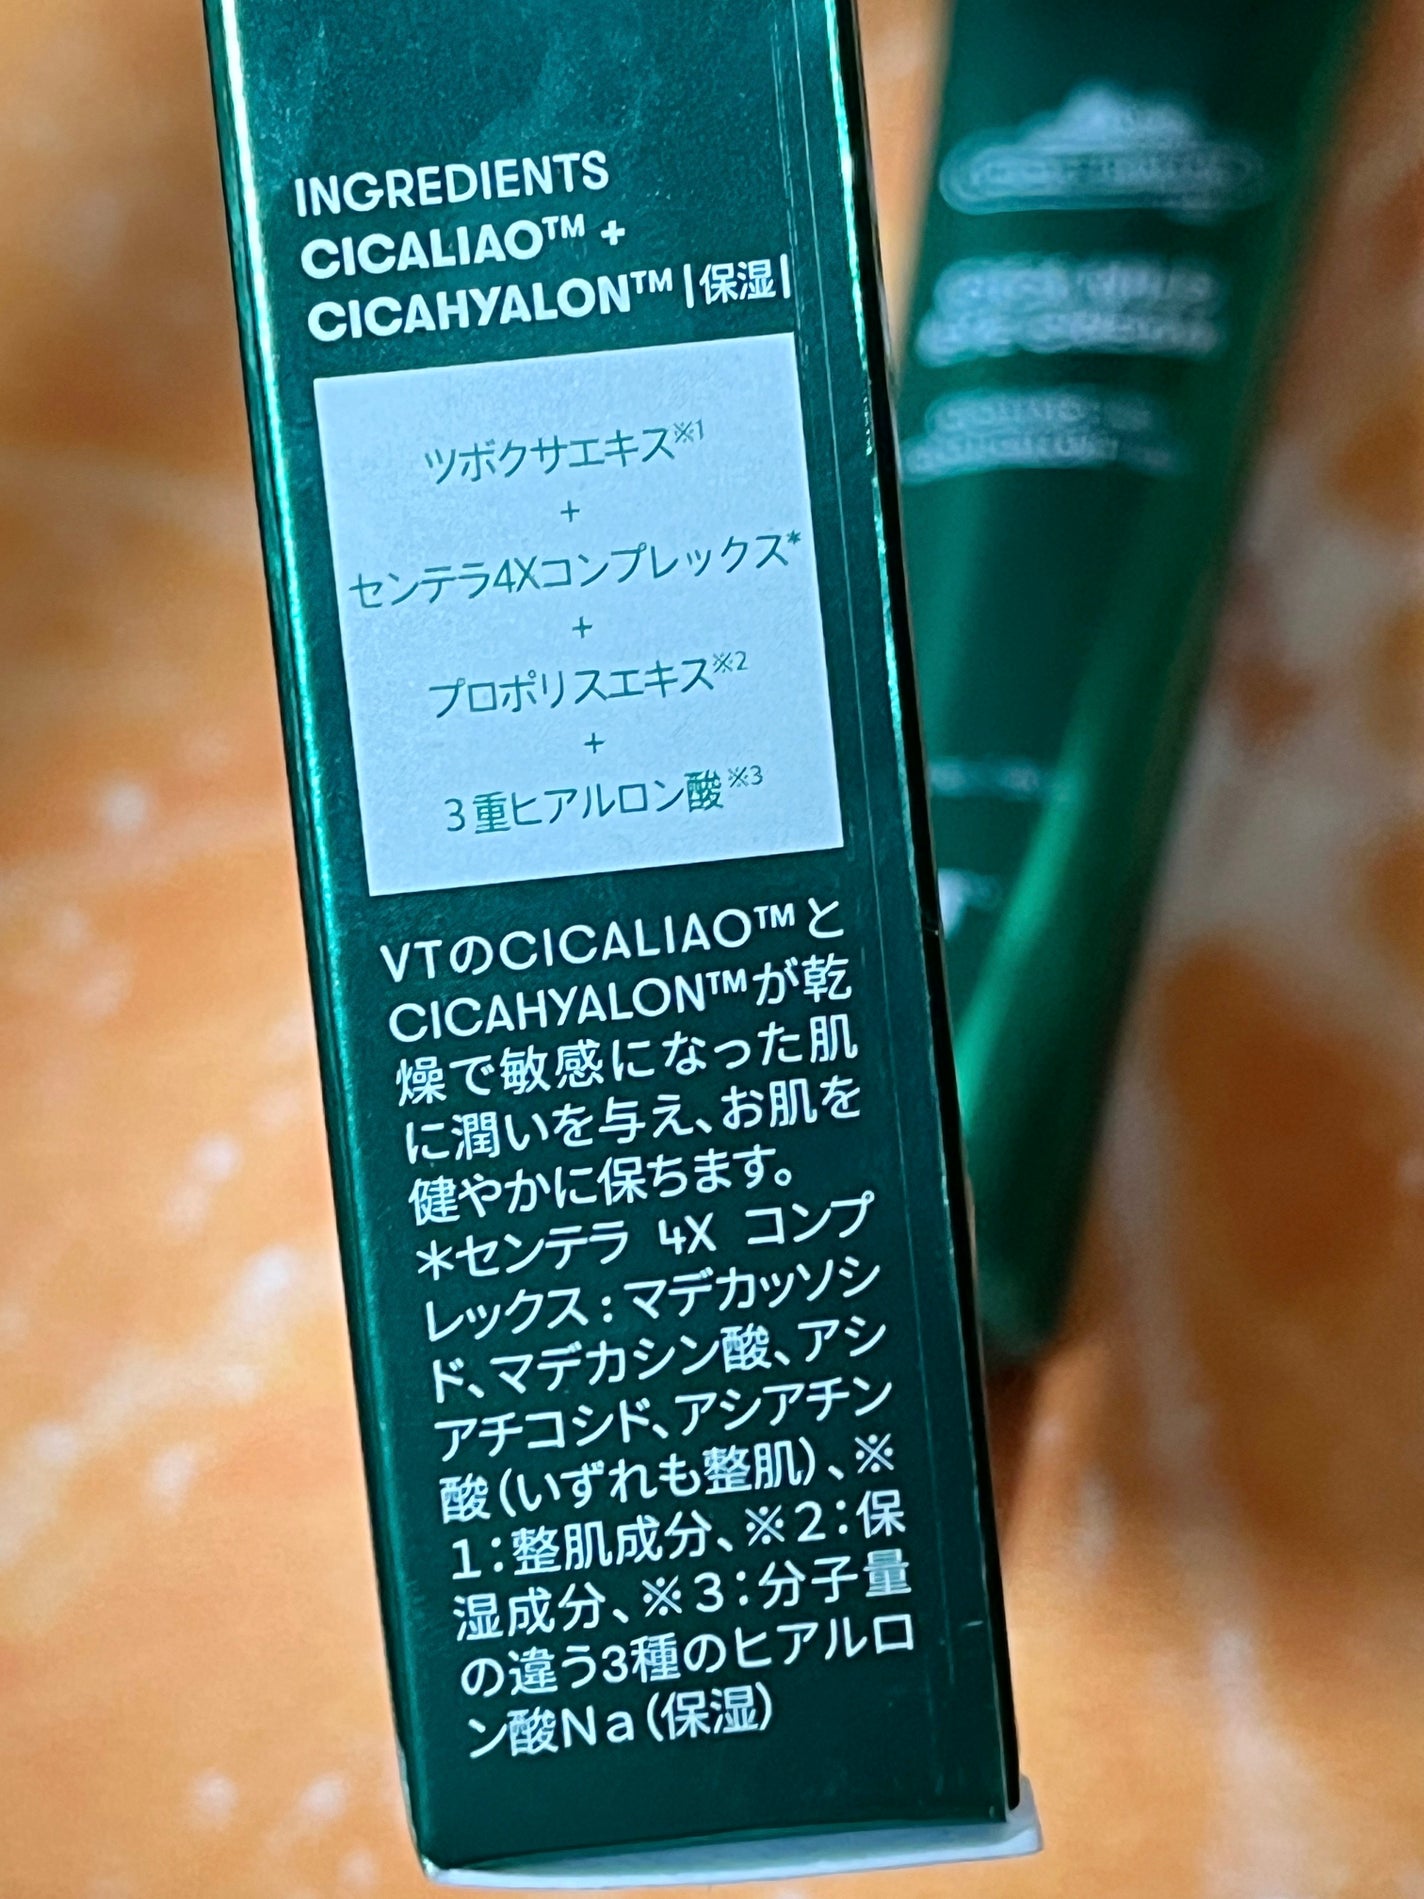 INGREDIENTS
CICALIAO™ +
CICAHYALON™ |保湿|
ツボクサエキス※1
+
センテラ4Xコンプレックス*
+
プロポリスエキス※2
+
3重ヒアルロン酸※3
VTのCICALIAO™と
CICAHYALON™が乾
燥で敏感になった肌
に潤いを与え、お肌を
健やかに保ちます。
＊センテラ 4X コンプ
レックス：マデカッソシ
ド、マデカシン酸、アシ
アチコシド、アシアチン
酸（いずれも整肌）、※
1：整肌成分、※2：保
湿成分、※3：分子量
の違う3種のヒアルロ
ン酸Na（保湿）